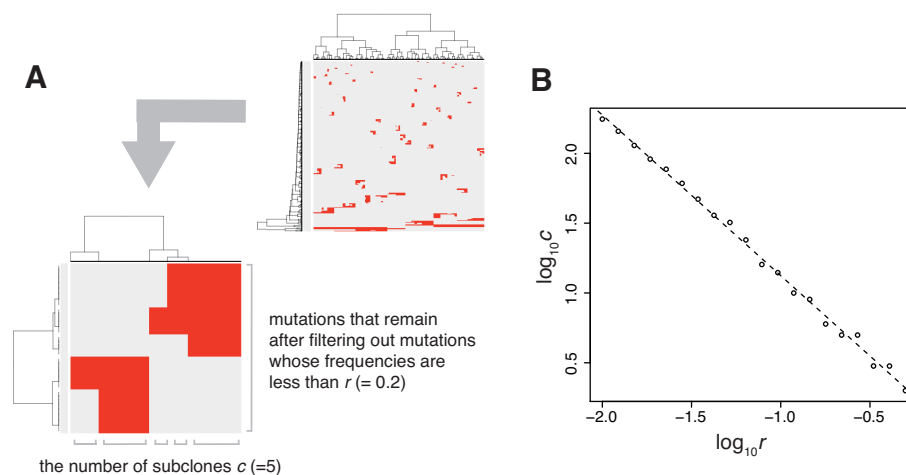 A
mutations that remain
after filtering out mutations
whose frequencies are
less than r (= 0.2)
the number of subclones c (=5)
B
log10c
2.0
1.5
1.0
0.5
−2.0 −1.5 −1.0 −0.5
log10r